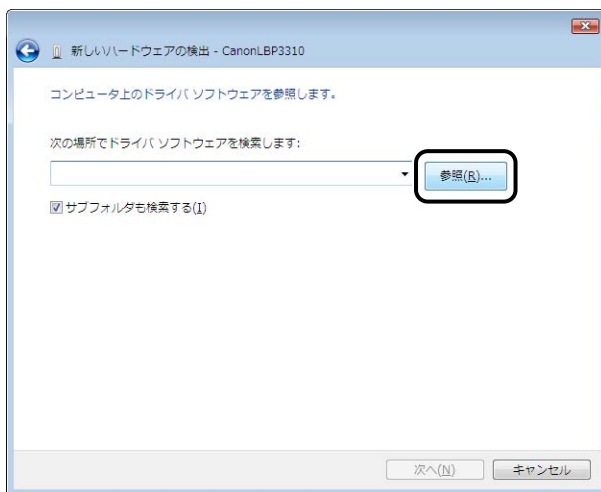 新しいハードウェアの検出 - CanonLBP3310
コンピュータ上のドライバ ソフトウェアを参照します。
次の場所でドライバ ソフトウェアを検索します:
参照(R)...
サブフォルダも検索する(I)
次へ(N) キャンセル